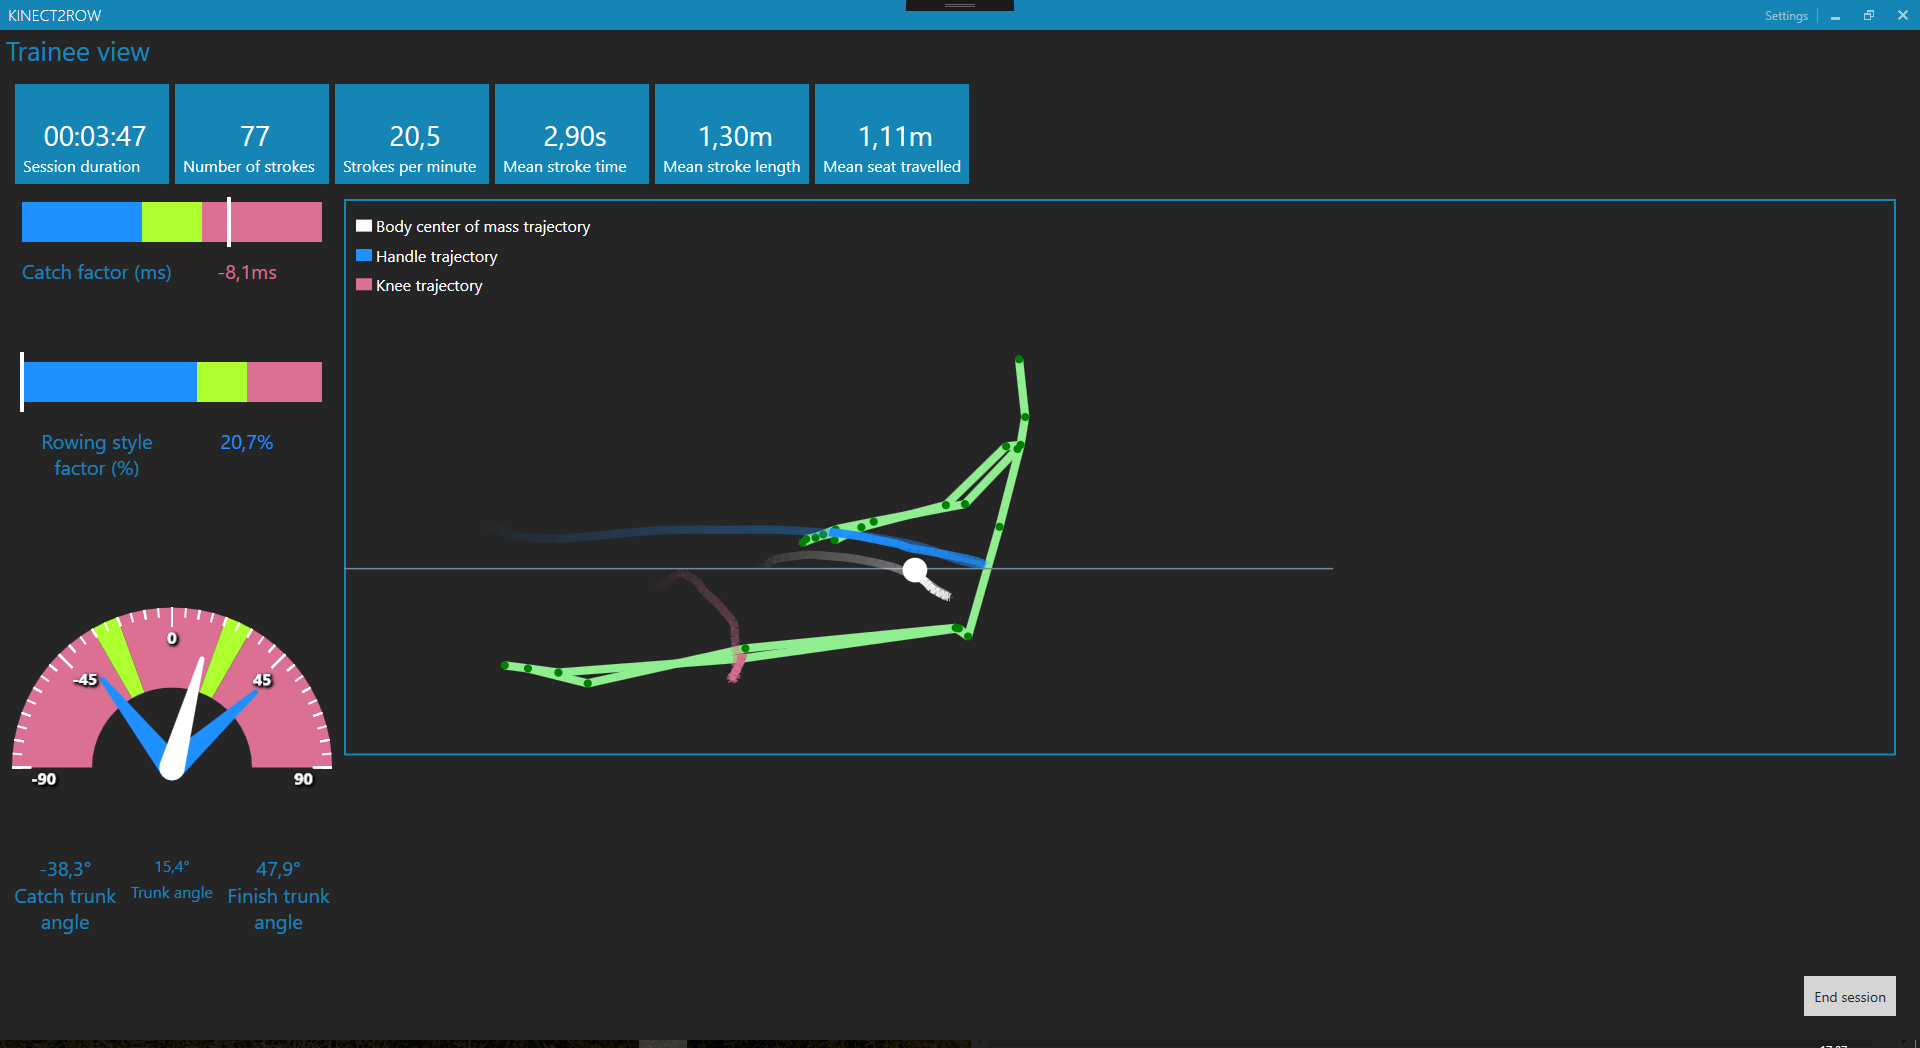 KINECT2ROW
Settings
Trainee view
00:03:47
Session duration
77
Number of strokes
20,5
Strokes per minute
2,90s
Mean stroke time
1,30m
Mean stroke length
1,11m
Mean seat travelled
Catch factor (ms)
-8,1ms
Body center of mass trajectory
Handle trajectory
Knee trajectory
Rowing style
factor (%)
20,7%
0
-45
45
-90
90
-38,3°
Catch trunk
angle
15,4°
Trunk angle
47,9°
Finish trunk
angle
End session